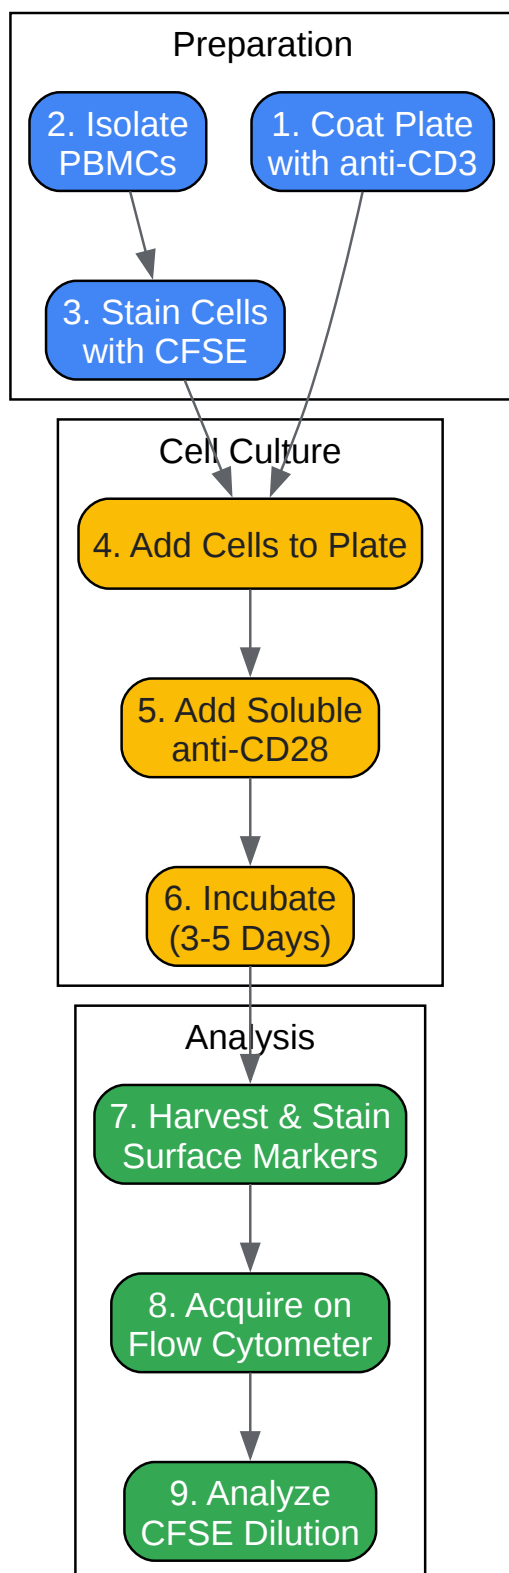 Preparation
2. Isolate
PBMCs
1. Coat Plate
with anti-CD3
3. Stain Cells
with CFSE
Cell Culture
4. Add Cells to Plate
5. Add Soluble
anti-CD28
6. Incubate
(3-5 Days)
Analysis
7. Harvest & Stain
Surface Markers
8. Acquire on
Flow Cytometer
9. Analyze
CFSE Dilution